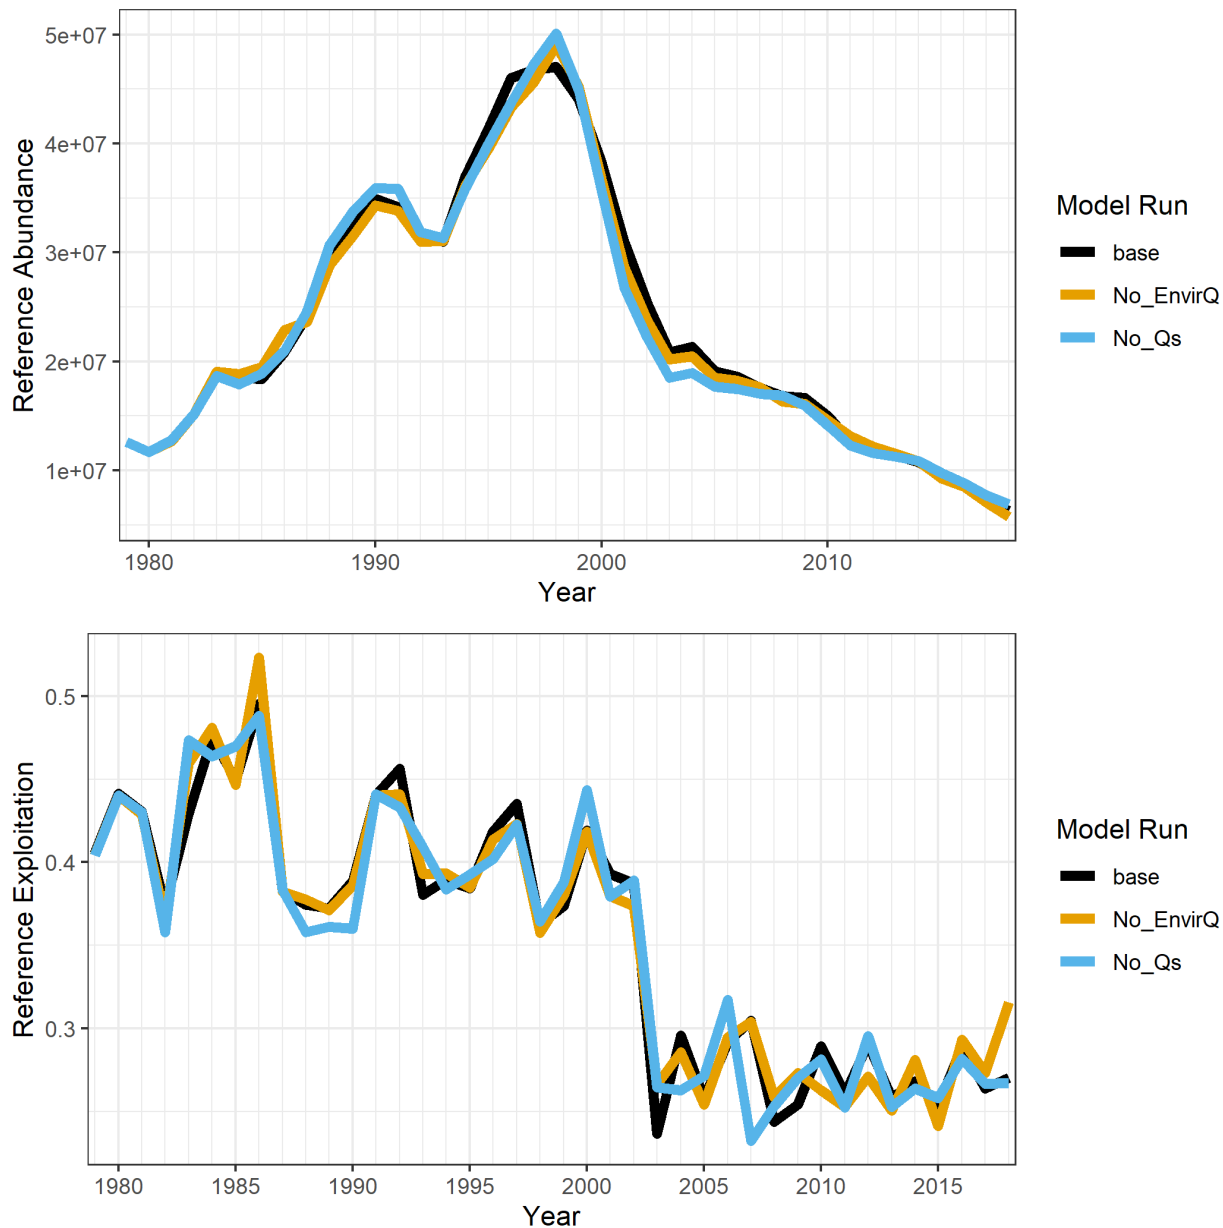 5e+07
4e+07
3e+07
2e+07
1e+07
Reference Abundance
1980 1990 2000 2010
Year
Model Run
base
No_EnvirQ
No_Qs
0.5
0.4
0.3
Reference Exploitation
1980 1985 1990 1995 2000 2005 2010 2015
Year
Model Run
base
No_EnvirQ
No_Qs